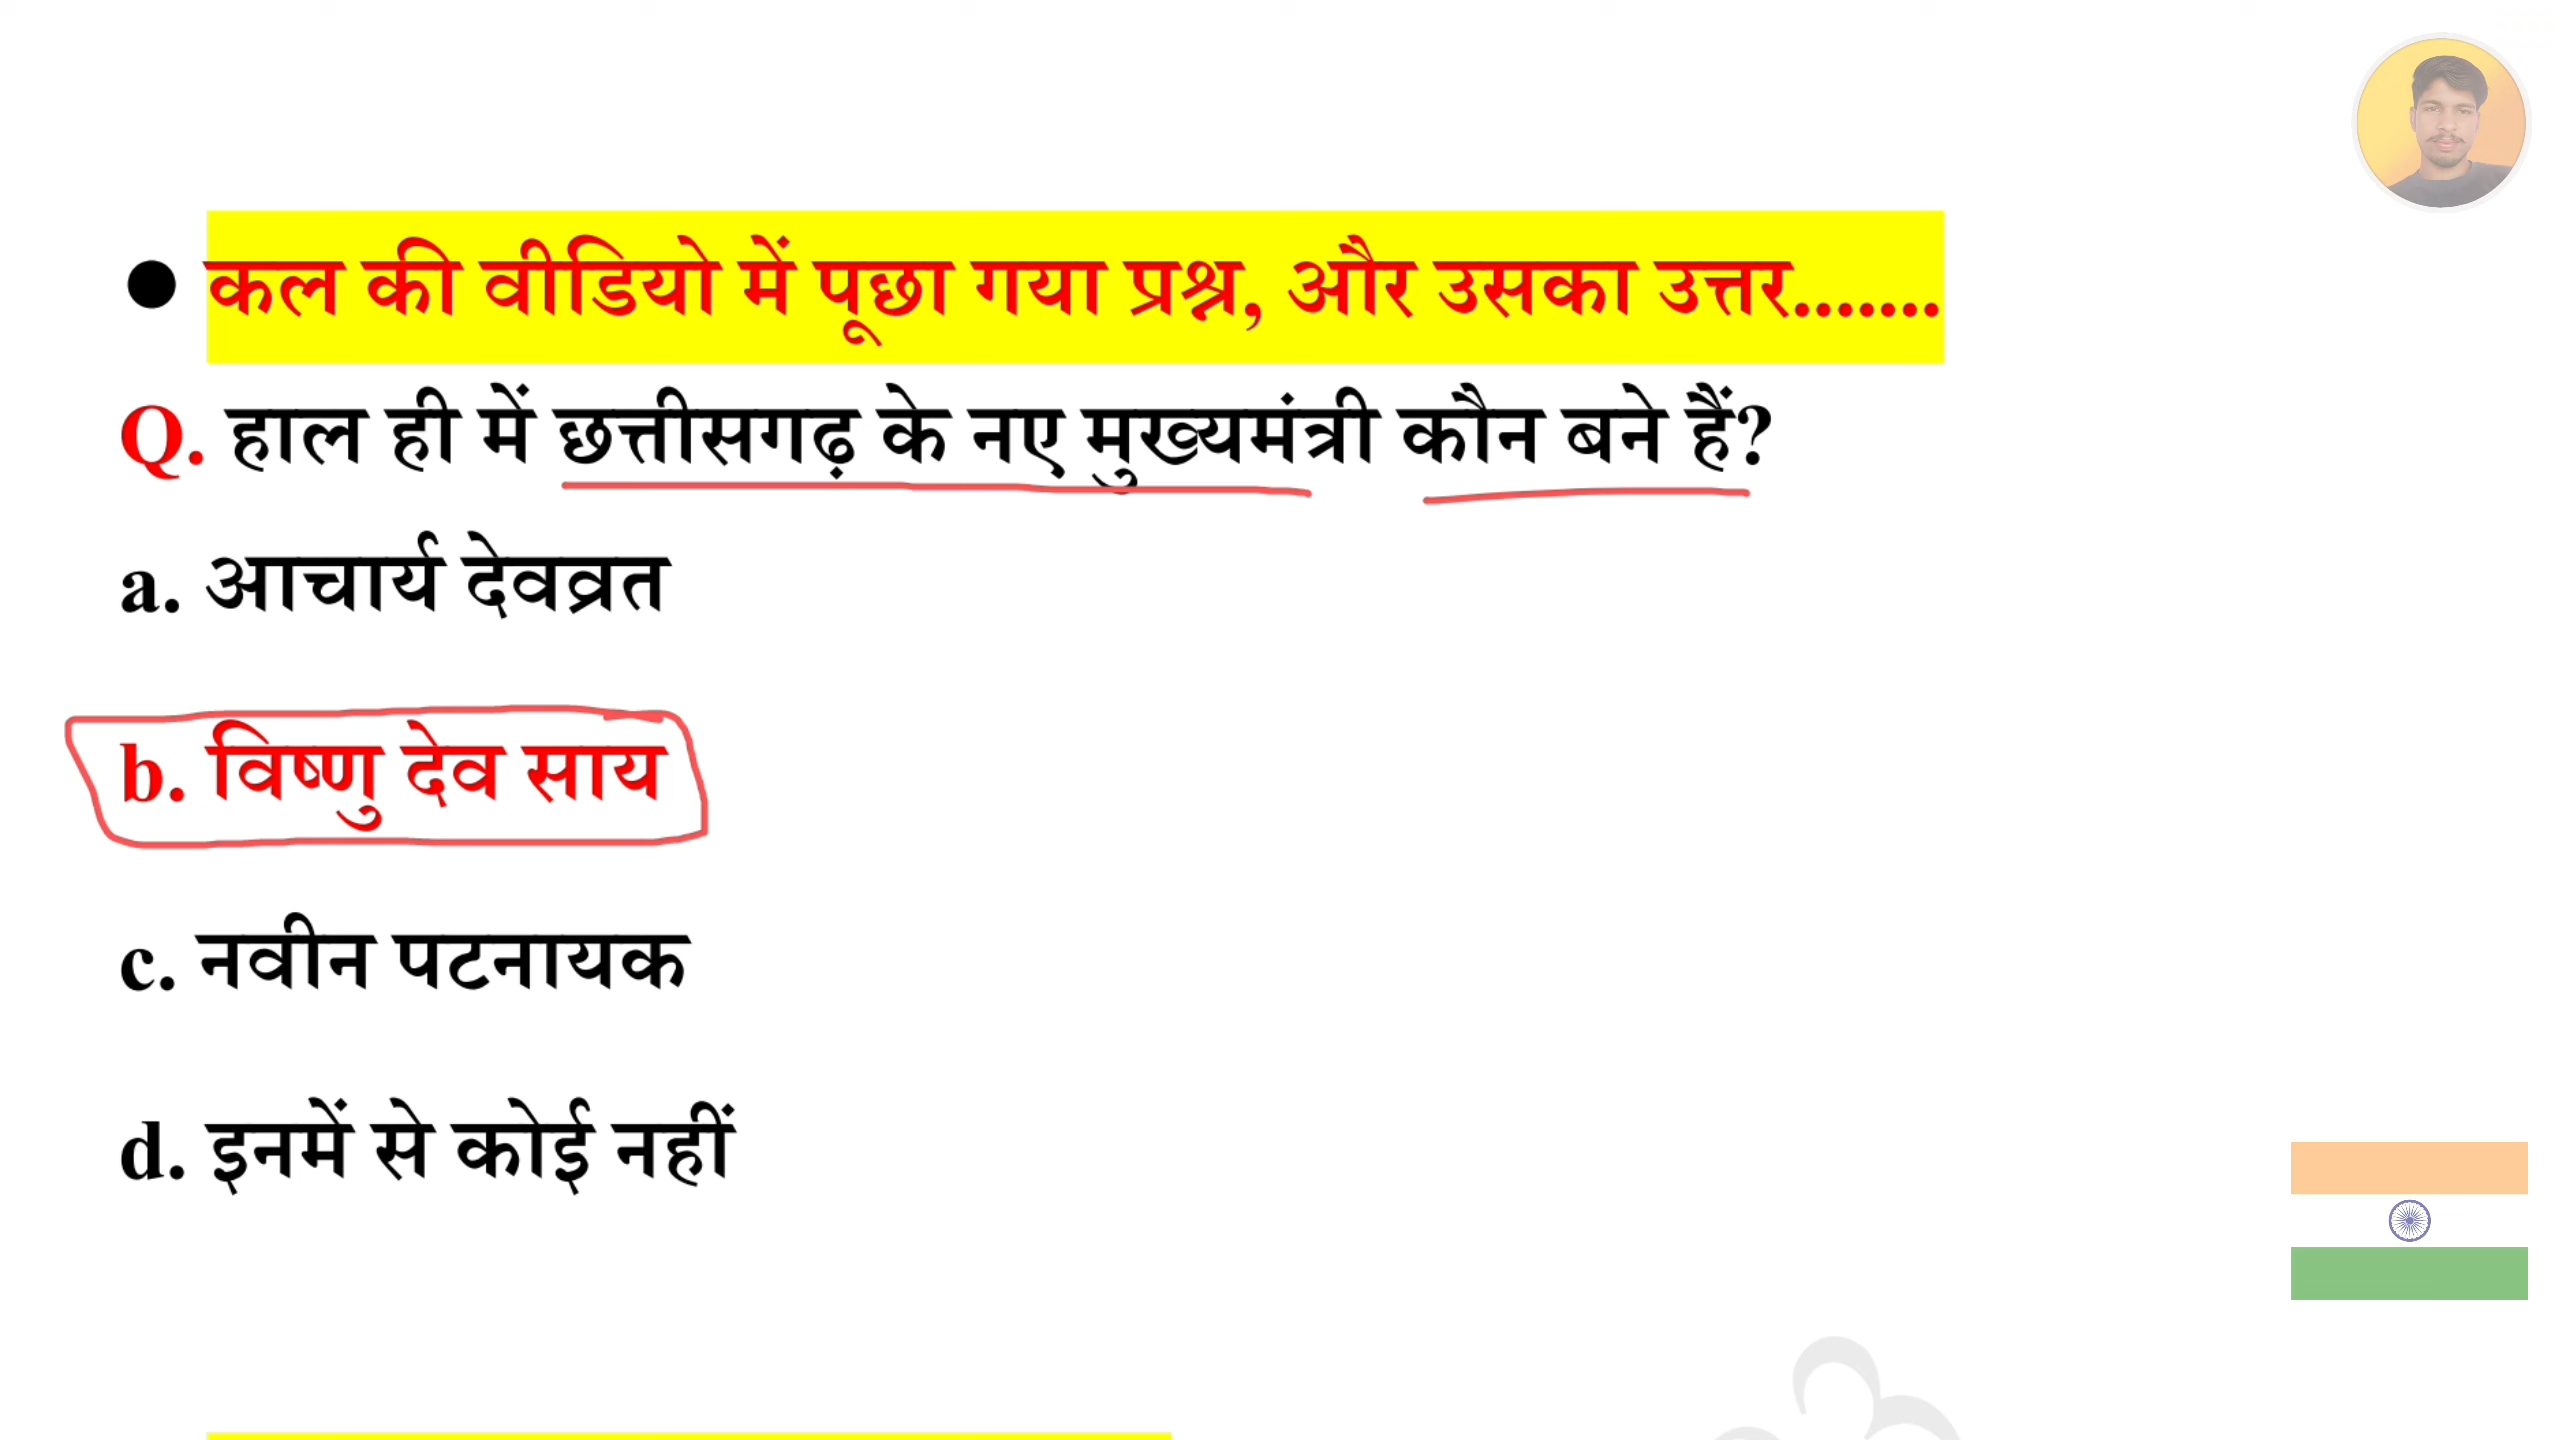 ● कल की वीडियो में पूछा गया प्रश्न, और उसका उत्तर.......
Q. हाल ही में छत्तीसगढ़ के नए मुख्यमंत्री कौन बने हैं?
a. आचार्य देवव्रत
b. विष्णु देव साय
c. नवीन पटनायक
d. इनमें से कोई नहीं